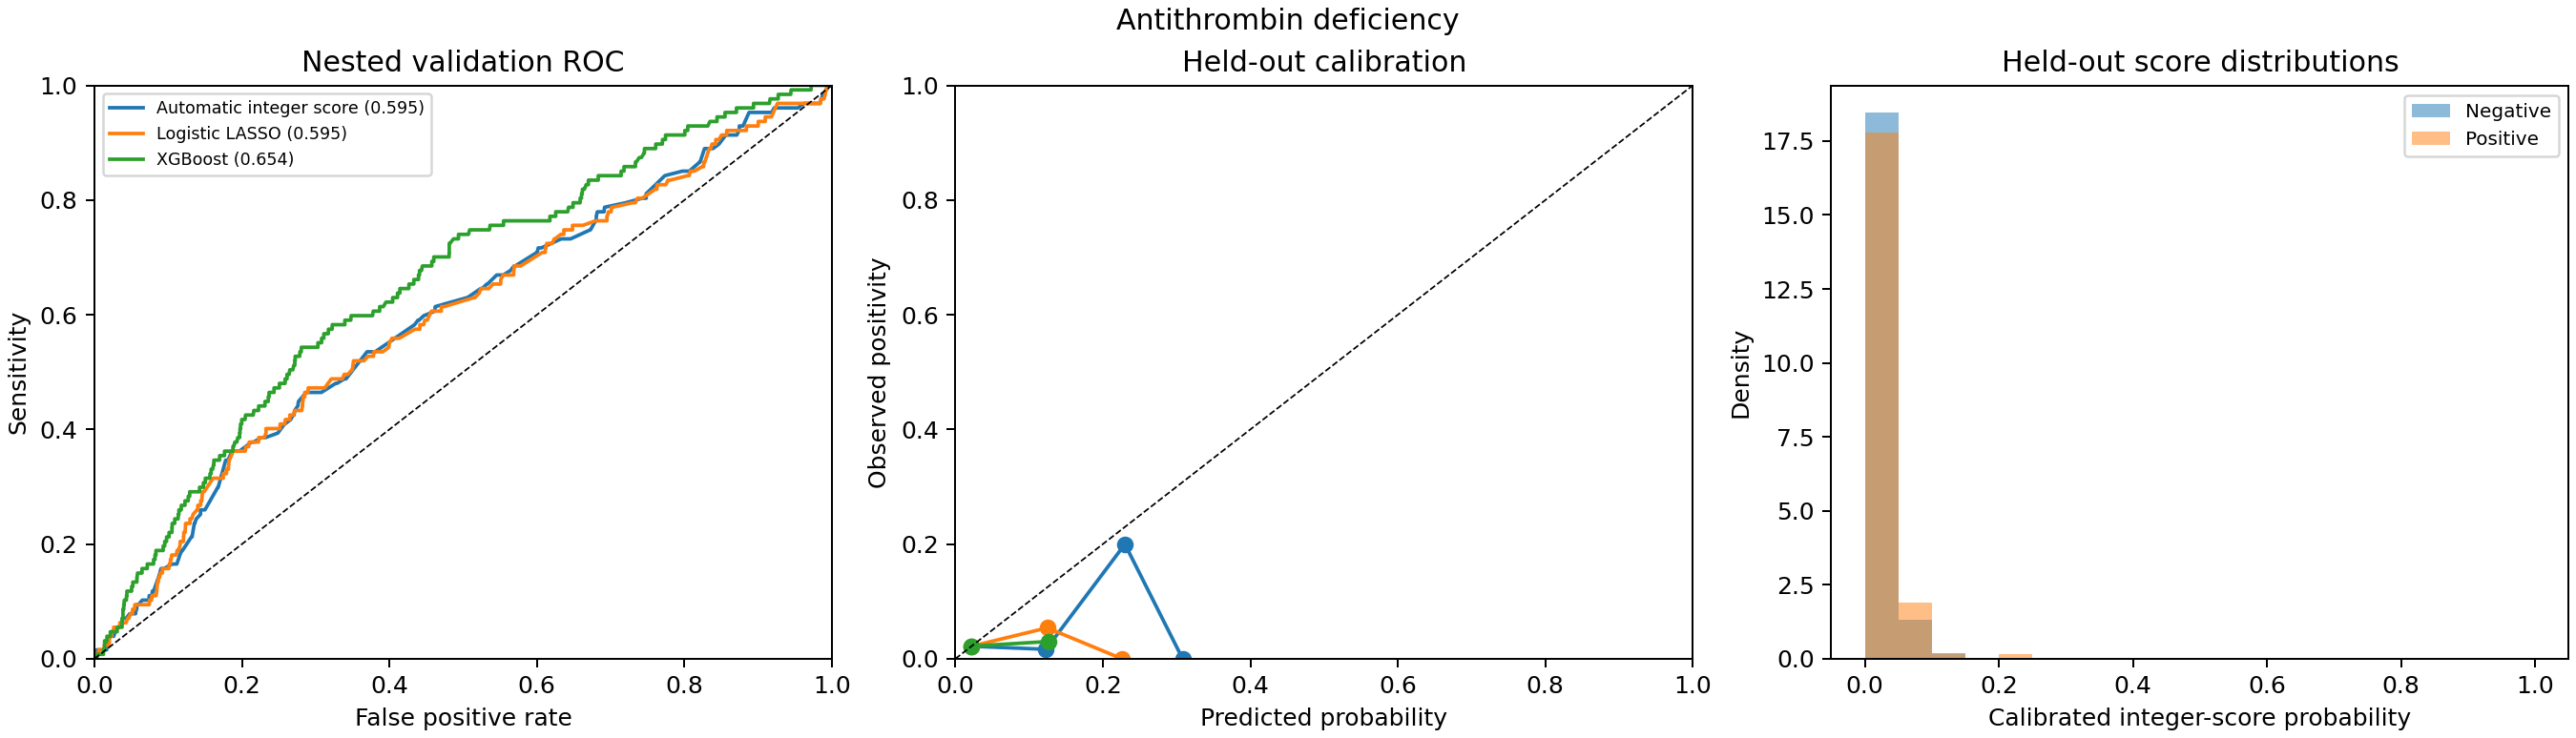 Antithrombin deficiency
Nested validation ROC
1.0
0.8
0.6
0.4
0.2
0.0
Sensitivity
Automatic integer score (0.595)
Logistic LASSO (0.595)
XGBoost (0.654)
0.0 0.2 0.4 0.6 0.8 1.0
False positive rate
Held-out calibration
1.0
0.8
0.6
0.4
0.2
0.0
Observed positivity
0.0 0.2 0.4 0.6 0.8 1.0
Predicted probability
Held-out score distributions
17.5
15.0
12.5
10.0
7.5
5.0
2.5
0.0
Density
Negative
Positive
0.0 0.2 0.4 0.6 0.8 1.0
Calibrated integer-score probability